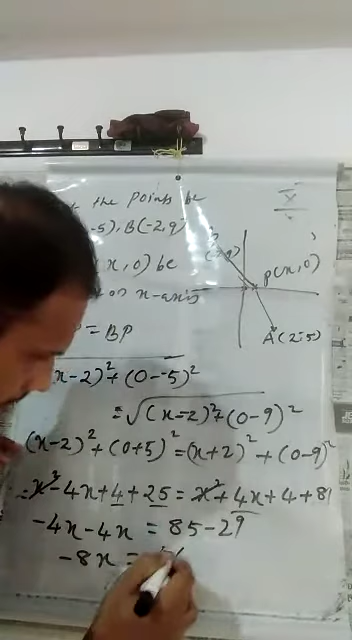 t the points be
-5), B(-2,9)
(x,0) be
on x-axis
= BP
X
(-2,9)
P(x,0)
A(2,-5)
x-2)²+(0--5)²
=√(x--2)²+(0-9)²
(x-2)²+(0+5)²=(x+2)²+(0-9)²
=x²-4x+4+25=x²+4x+4+81
-4x-4x = 85-29
-8x =